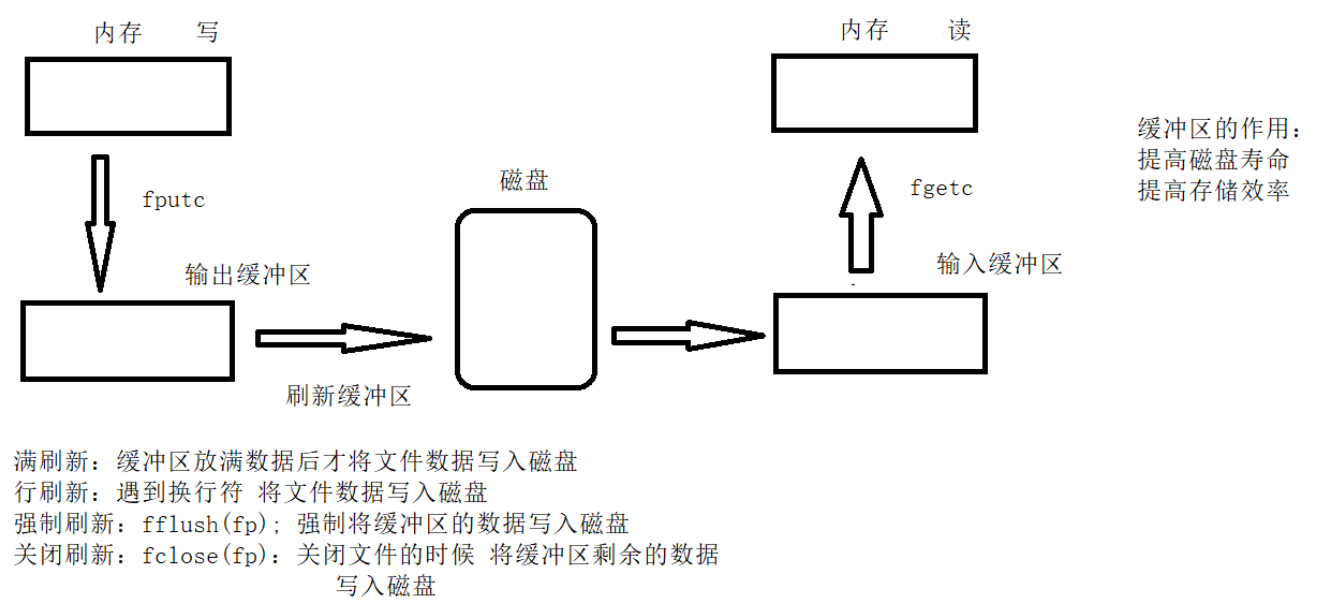 内存 写
内存 读
缓冲区的作用:
提高磁盘寿命
提高存储效率
磁盘
fputc
fgetc
输出缓冲区
输入缓冲区
刷新缓冲区
满刷新: 缓冲区放满数据后才将文件数据写入磁盘
行刷新: 遇到换行符 将文件数据写入磁盘
强制刷新: fflush(fp); 强制将缓冲区的数据写入磁盘
关闭刷新: fclose(fp): 关闭文件的时候 将缓冲区剩余的数据
写入磁盘